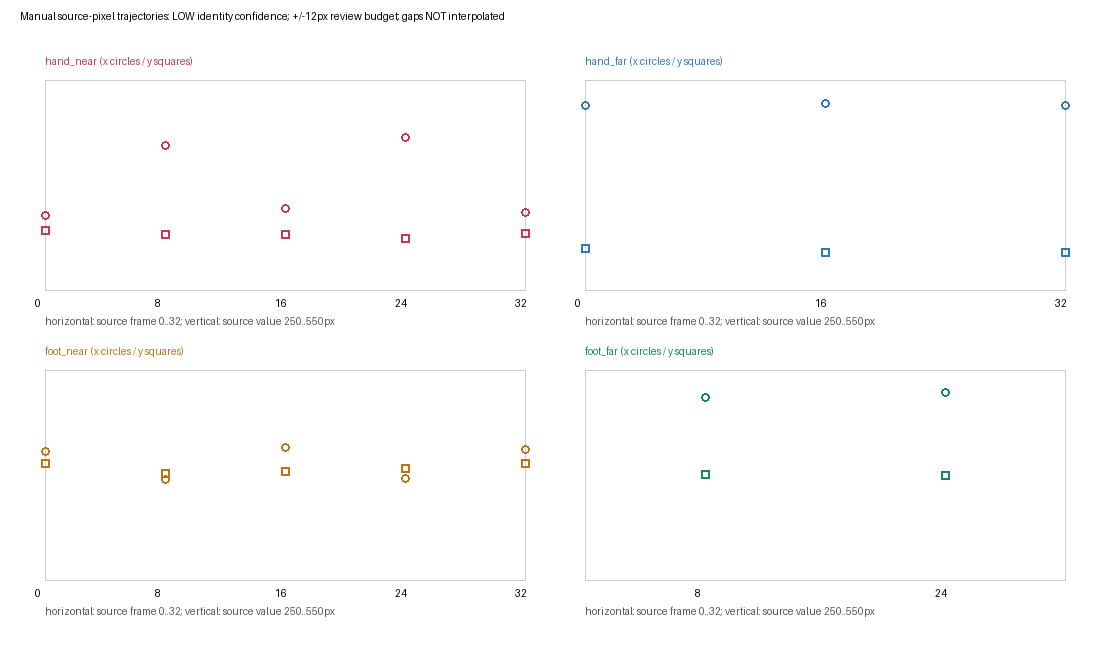 Manual source-pixel trajectories: LOW identity confidence; +/-12px review budget; gaps NOT interpolated
hand_near (x circles / y squares)
0 8 16 24 32
horizontal: source frame 0..32; vertical: source value 250..550px
hand_far (x circles / y squares)
0 16 32
horizontal: source frame 0..32; vertical: source value 250..550px
foot_near (x circles / y squares)
0 8 16 24 32
horizontal: source frame 0..32; vertical: source value 250..550px
foot_far (x circles / y squares)
8 24
horizontal: source frame 0..32; vertical: source value 250..550px